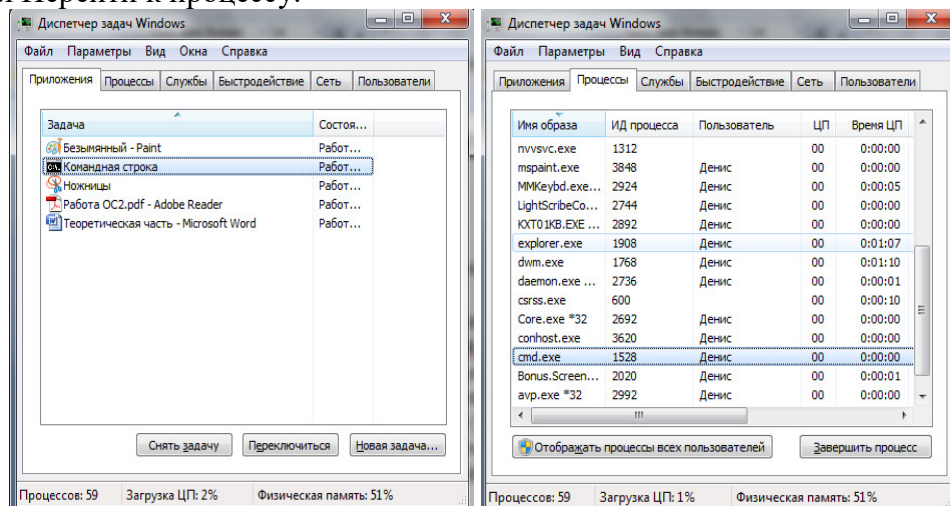 Перейти к процессу.
Диспетчер задач Windows
Файл Параметры Вид Окна Справка
Приложения Процессы Службы Быстродействие Сеть Пользователи
Задача Состоя...
Безымянный - Paint Работ...
Командная строка Работ...
Ножницы Работ...
Работа ОС2.pdf - Adobe Reader Работ...
Теоретическая часть - Microsoft Word Работ...
Снять задачу Переключиться Новая задача...
Процессов: 59 Загрузка ЦП: 2% Физическая память: 51%
Диспетчер задач Windows
Файл Параметры Вид Справка
Приложения Процессы Службы Быстродействие Сеть Пользователи
Имя образа ИД процесса Пользователь ЦП Время ЦП
nvvsvc.exe 1312 00 0:00:00
mspaint.exe 3848 Денис 00 0:00:00
MMKeybd.exe... 2924 Денис 00 0:00:05
LightScribeCo... 2744 Денис 00 0:00:00
KXT01KB.EXE ... 2892 Денис 00 0:00:00
explorer.exe 1908 Денис 00 0:01:07
dwm.exe 1768 Денис 00 0:01:10
daemon.exe ... 2736 Денис 00 0:00:01
csrss.exe 600 00 0:00:10
Core.exe *32 2692 Денис 00 0:00:00
conhost.exe 3620 Денис 00 0:00:00
cmd.exe 1528 Денис 00 0:00:00
Bonus.Screen... 2020 Денис 00 0:00:01
avp.exe *32 2992 Денис 00 0:00:00
Отображать процессы всех пользователей Завершить процесс
Процессов: 59 Загрузка ЦП: 1% Физическая память: 51%